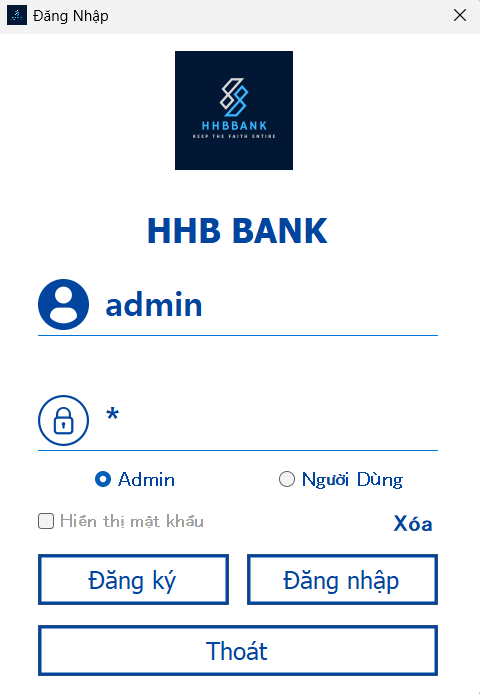 Đăng Nhập
HHBBANK
KEEP THE FAITH ENTIRE
HHB BANK
admin
*
Admin
Người Dùng
Hiển thị mật khẩu
Xóa
Đăng ký
Đăng nhập
Thoát